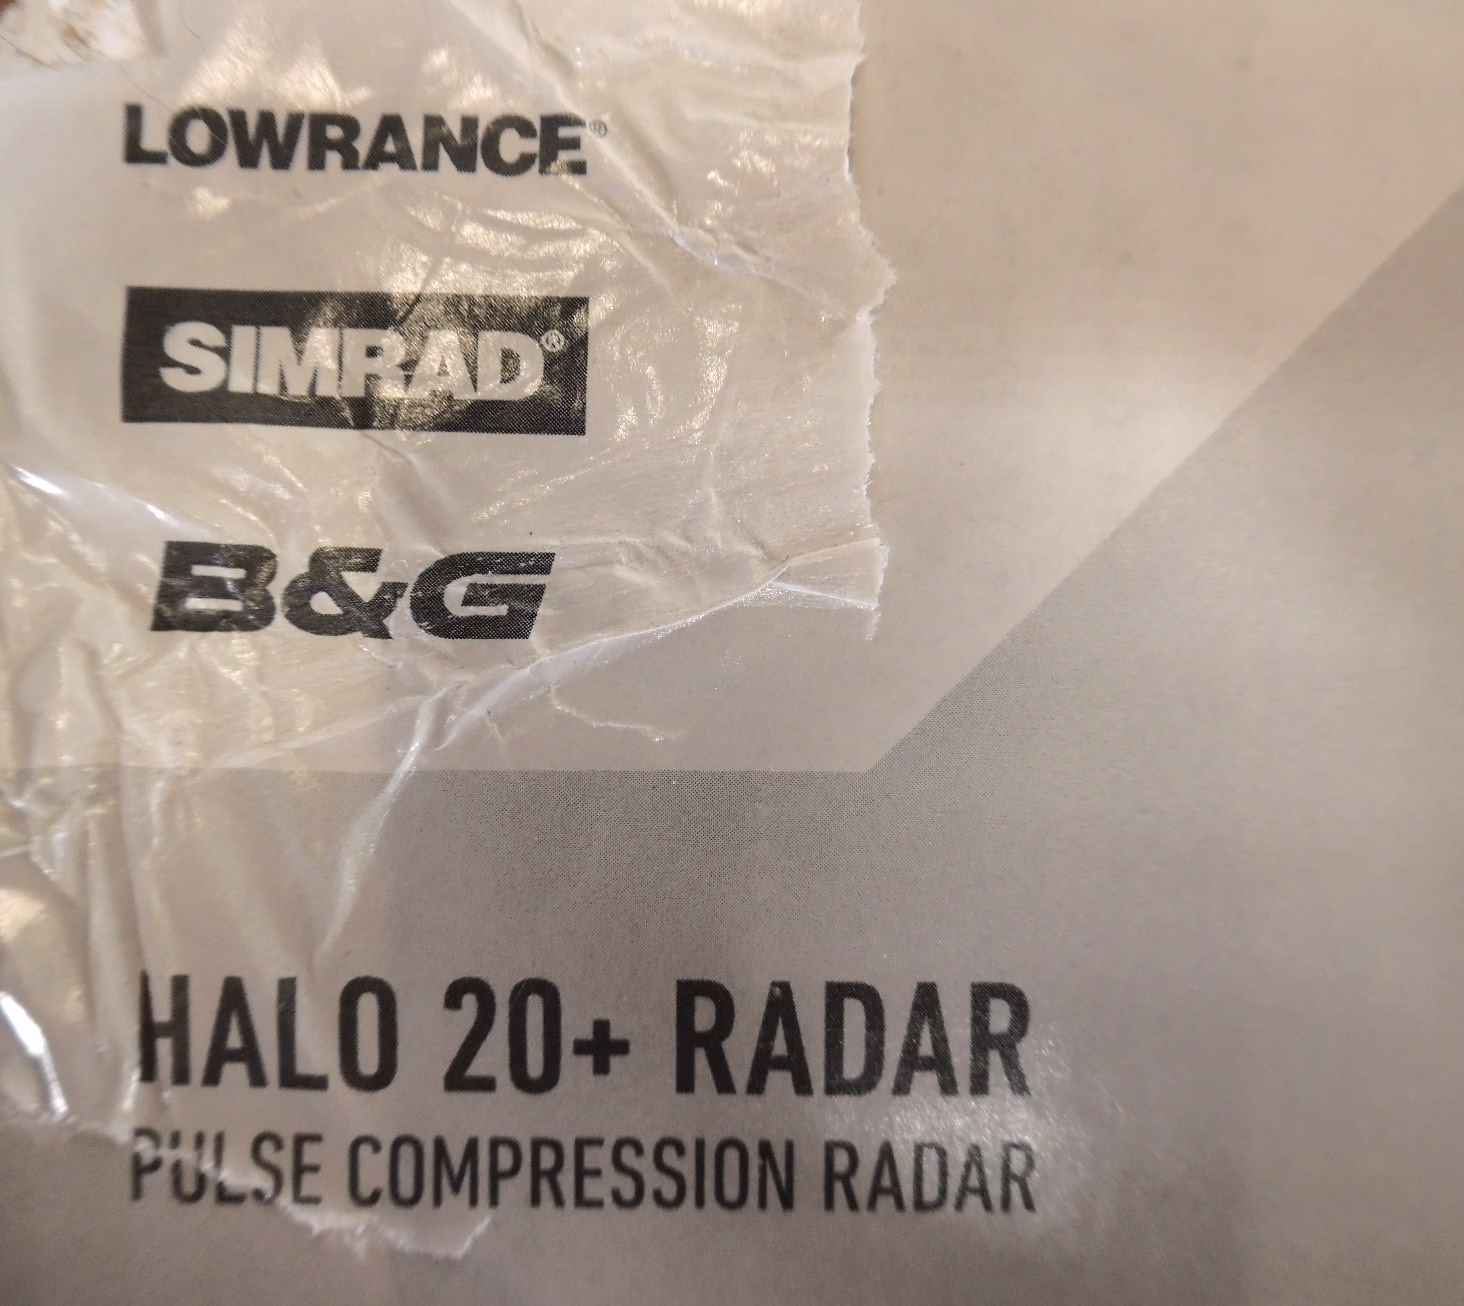 LOWRANCE®
SIMRAD®
B&G
HALO 20+ RADAR
PULSE COMPRESSION RADAR